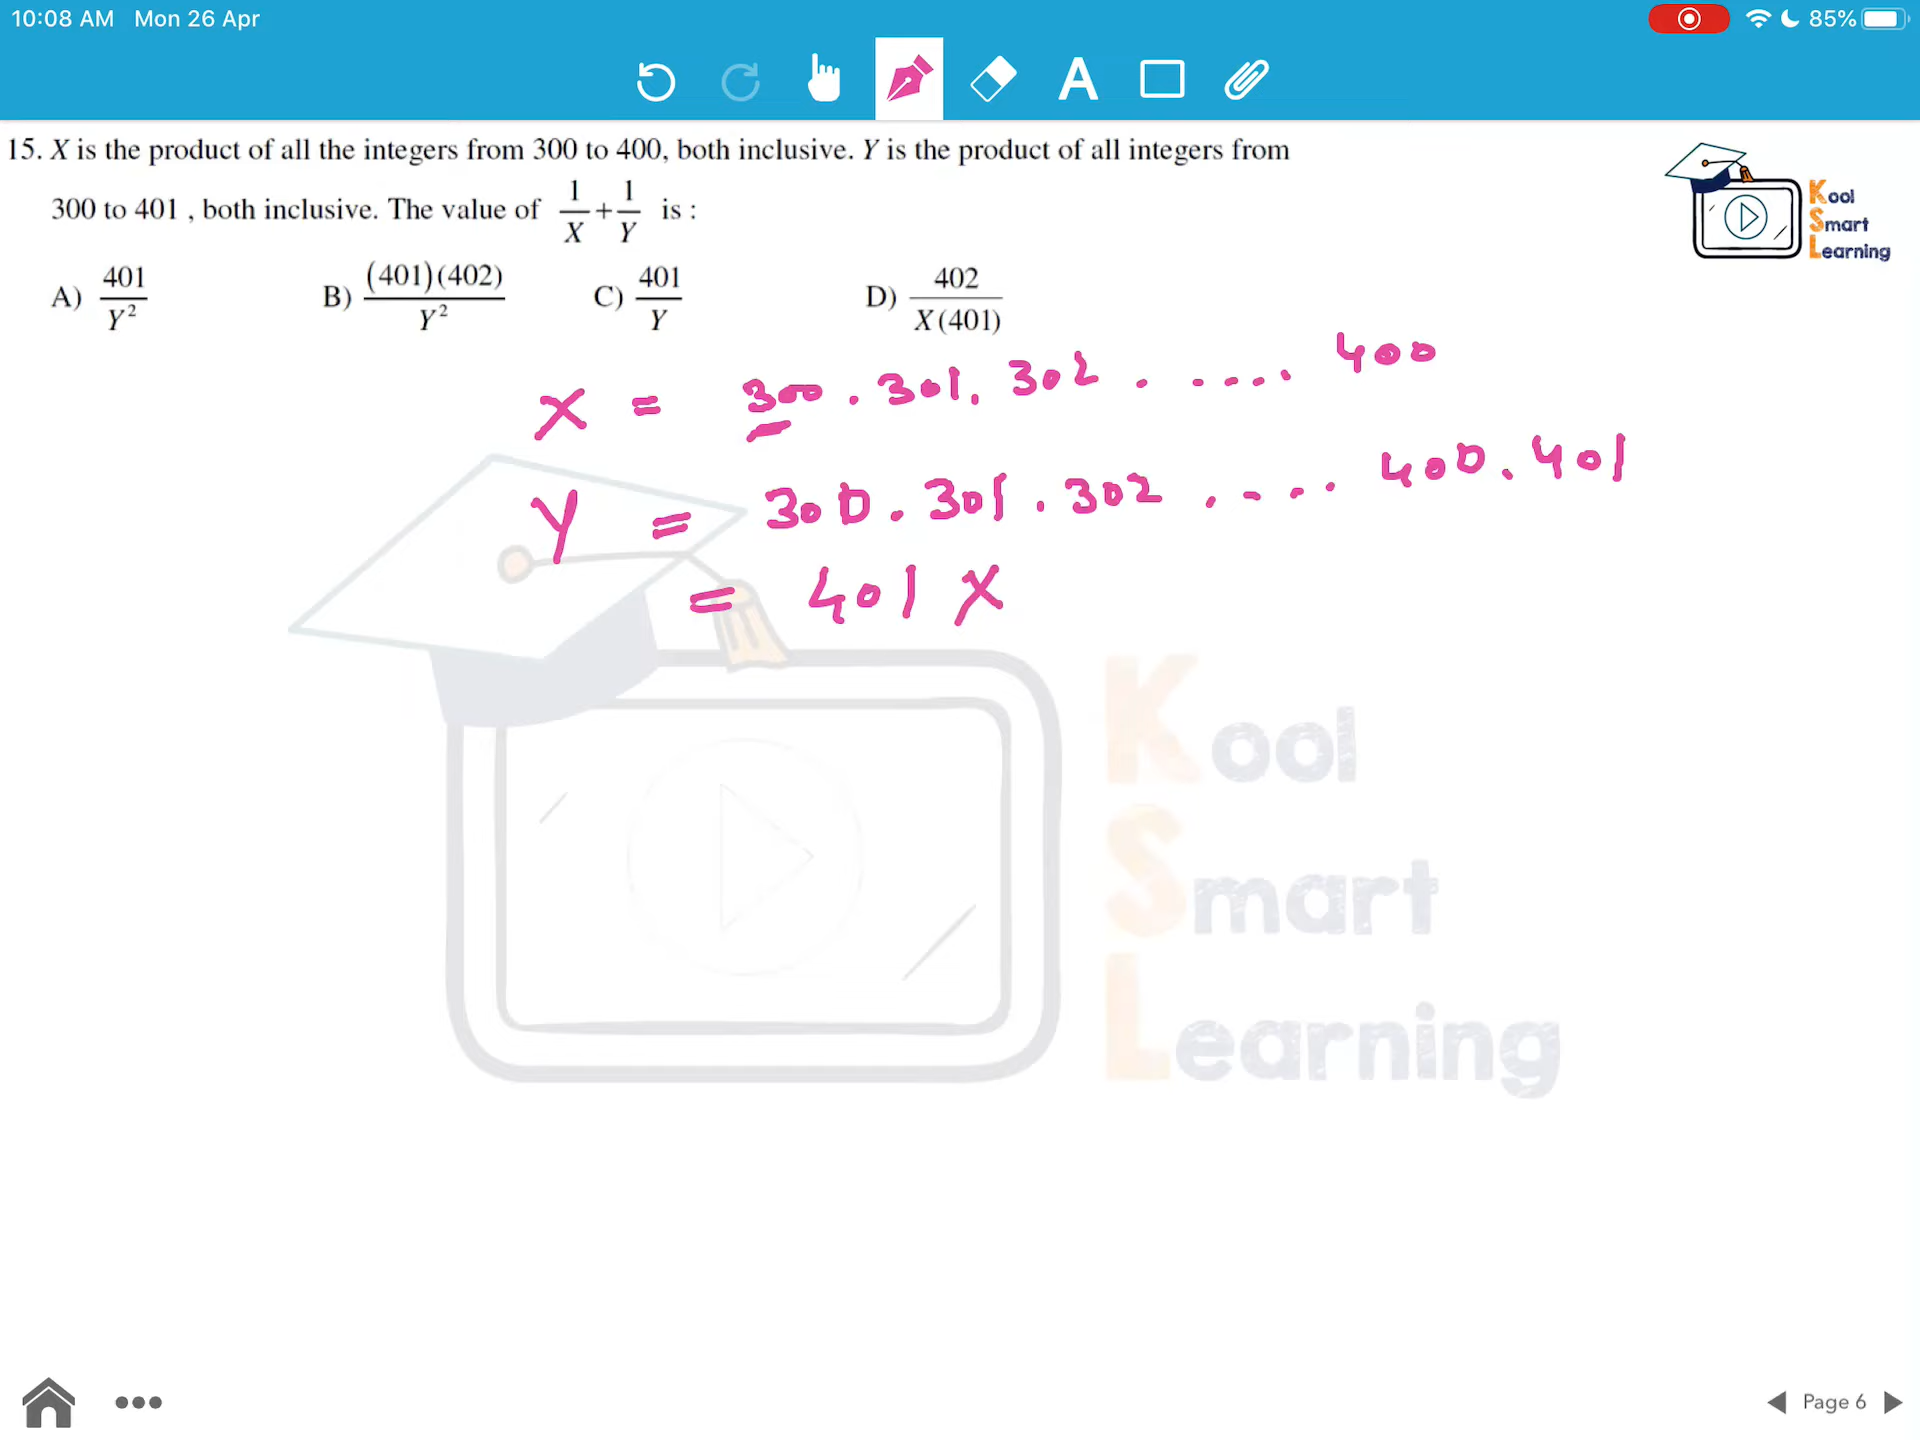 10:08 AM Mon 26 Apr 85%
A
15. X is the product of all the integers from 300 to 400, both inclusive. Y is the product of all integers from
300 to 401 , both inclusive. The value of 1/X + 1/Y is :
A) 401/Y² B) (401)(402)/Y² C) 401/Y D) 402/X(401)
Kool
Smart
Learning
X = 300 . 301 . 302 . . . . . 400
Y = 300 . 301 . 302 . . . . 400 . 401
= 401 X
Kool
Smart
Learning
Page 6